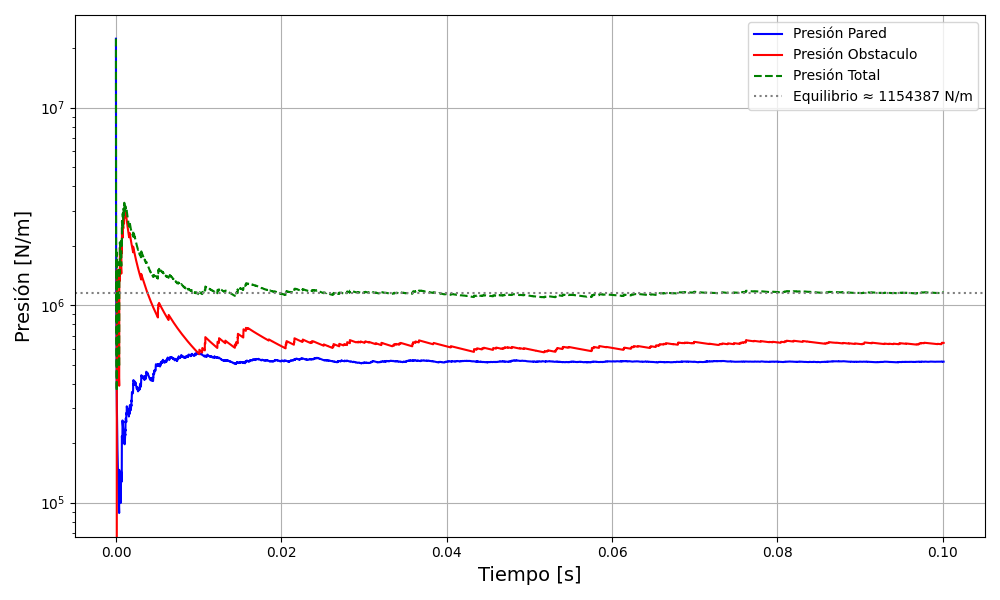 Presión Pared
Presión Obstaculo
Presión Total
Equilibrio ≈ 1154387 N/m
Presión [N/m]
10⁷
10⁶
10⁵
0.00 0.02 0.04 0.06 0.08 0.10
Tiempo [s]